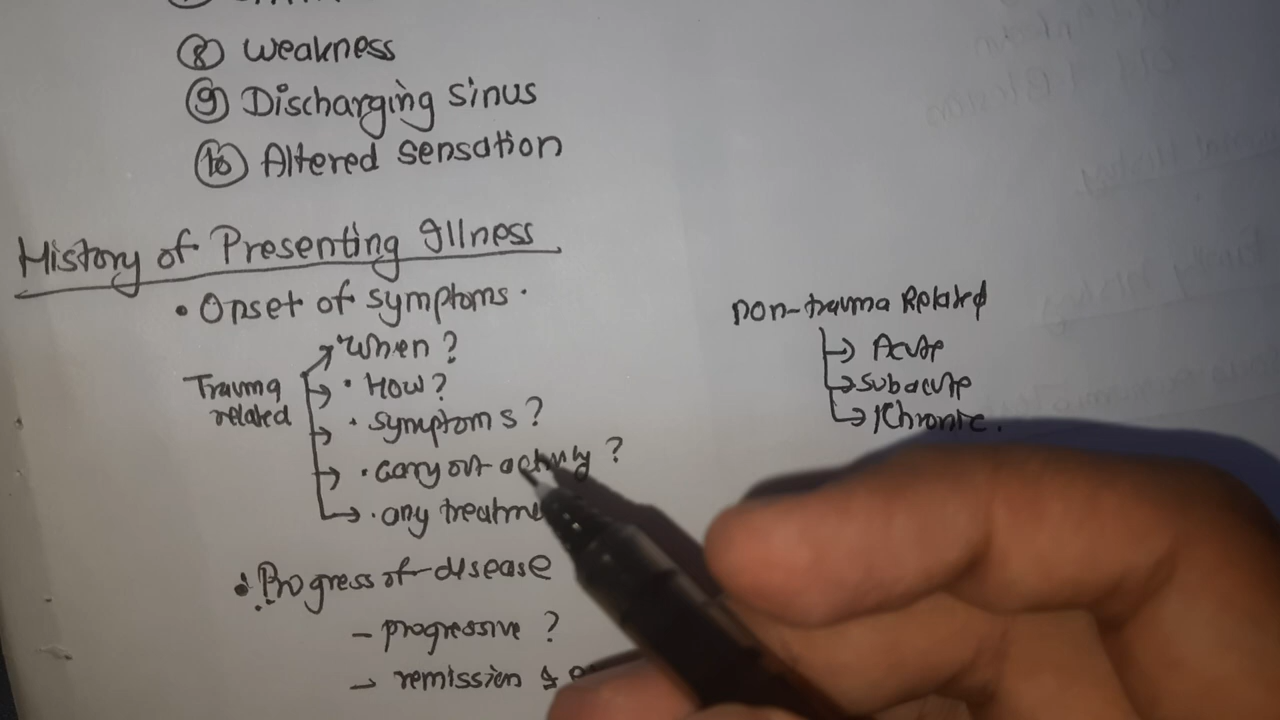 ⑧ Weakness
⑨ Discharging sinus
⑩ Altered sensation
History of Presenting Illness
• Onset of symptoms.
Trauma related
When?
• How?
• symptoms?
• carry out activity?
• any treatme
• Progress of disease
- progressive?
→ remission &
non-trauma Related
→ Acute
→ subacute
→ Chronic.